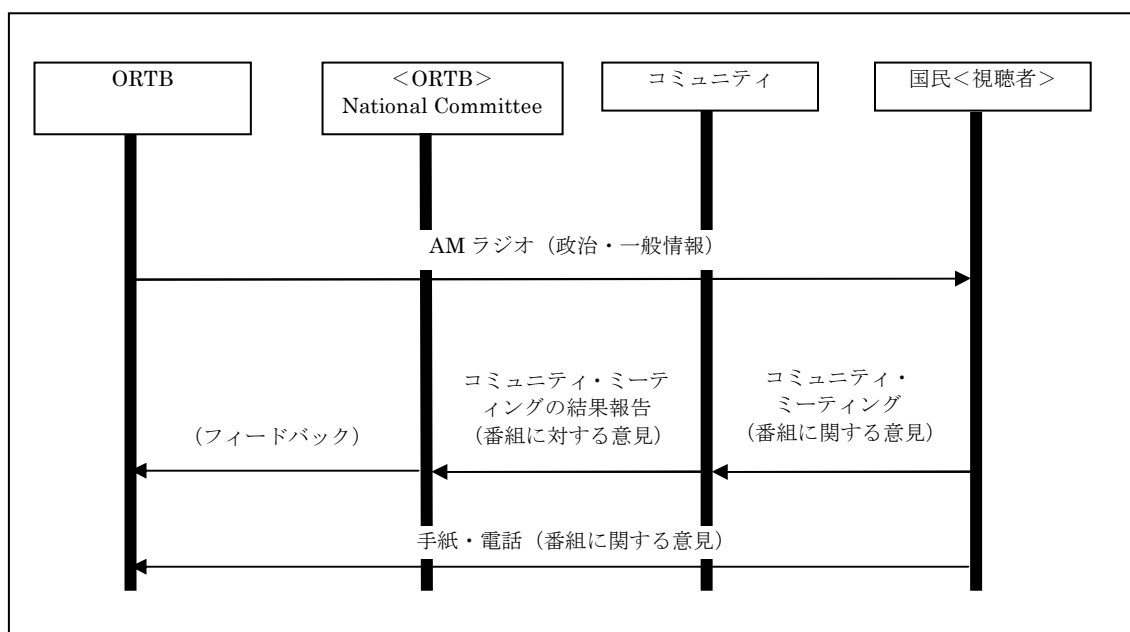 ORTB
<ORTB>
National Committee
コミュニティ
国民<視聴者>
AM ラジオ（政治・一般情報）
（フィードバック）
コミュニティ・ミーテ
ィングの結果報告
（番組に対する意見）
コミュニティ・
ミーティング
（番組に関する意見）
手紙・電話（番組に関する意見）